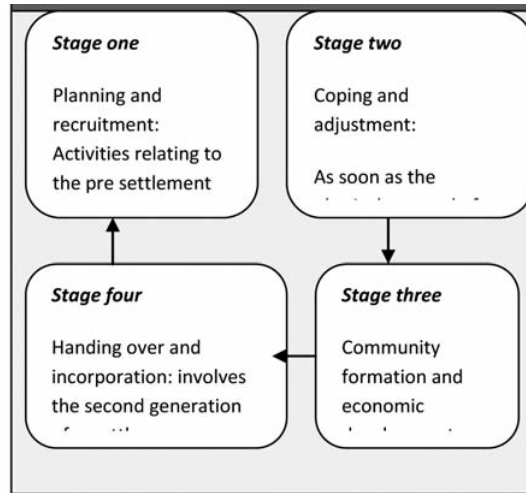 Stage one
Planning and
recruitment:
Activities relating to
the pre settlement
Stage two
Coping and
adjustment:
As soon as the
Stage three
Community
formation and
economic
Stage four
Handing over and
incorporation: involves
the second generation